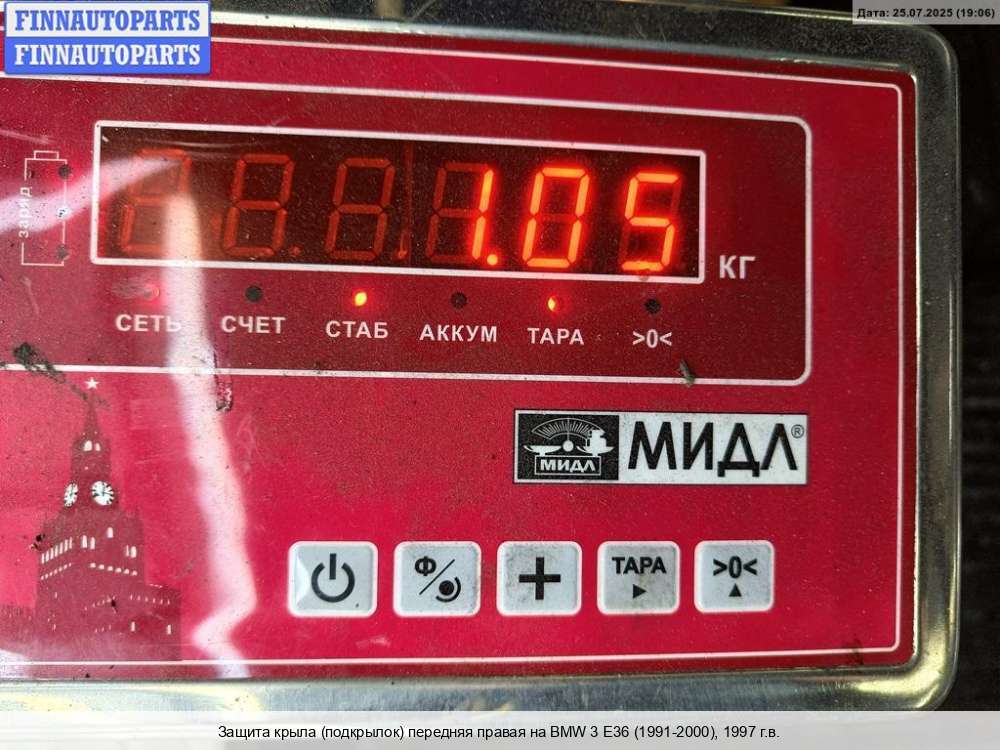 FINNAUTOPARTS
FINNAUTOPARTS
Дата: 25.07.2025 (19:06)
заряд
1.05
КГ
СЕТЬ СЧЕТ СТАБ АККУМ ТАРА >0<
МИДЛ
МИДЛ®
Ф/
+
ТАРА
>0<
Защита крыла (подкрылок) передняя правая на BMW 3 E36 (1991-2000), 1997 г.в.